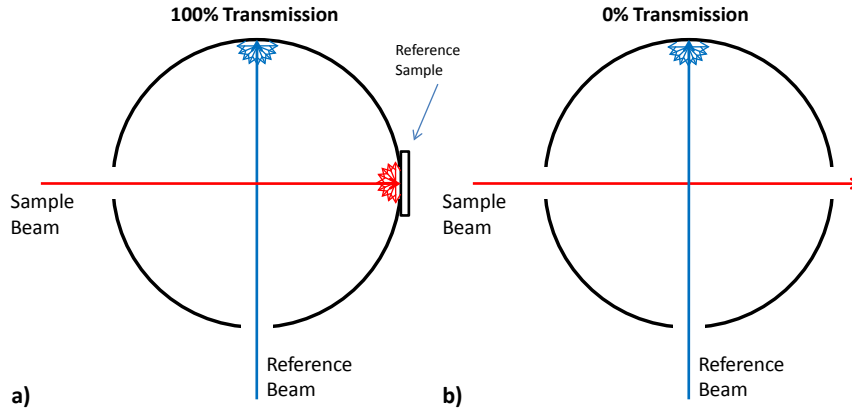 100% Transmission
Reference
Sample
Sample
Beam
Reference
Beam
a)
0% Transmission
Sample
Beam
Reference
Beam
b)